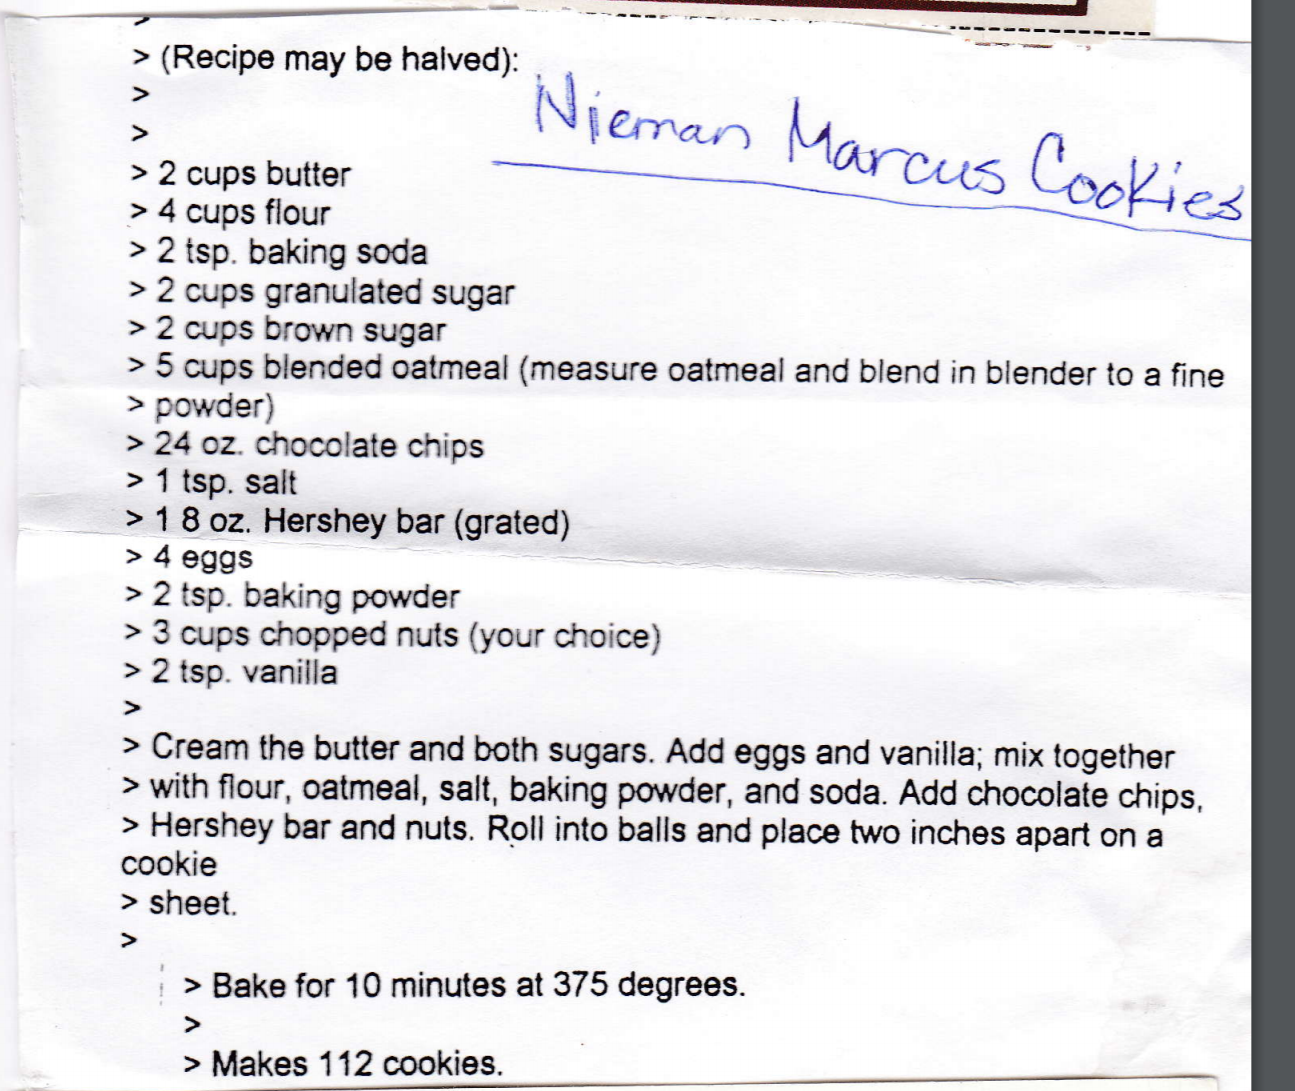 >
> (Recipe may be halved):
>
Nieman Marcus Cookies
>
> 2 cups butter
> 4 cups flour
> 2 tsp. baking soda
> 2 cups granulated sugar
> 2 cups brown sugar
> 5 cups blended oatmeal (measure oatmeal and blend in blender to a fine
> powder)
> 24 oz. chocolate chips
> 1 tsp. salt
> 1 8 oz. Hershey bar (grated)
> 4 eggs
> 2 tsp. baking powder
> 3 cups chopped nuts (your choice)
> 2 tsp. vanilla
>
> Cream the butter and both sugars. Add eggs and vanilla; mix together
> with flour, oatmeal, salt, baking powder, and soda. Add chocolate chips,
> Hershey bar and nuts. Roll into balls and place two inches apart on a
cookie
> sheet.
>
> Bake for 10 minutes at 375 degrees.
>
> Makes 112 cookies.